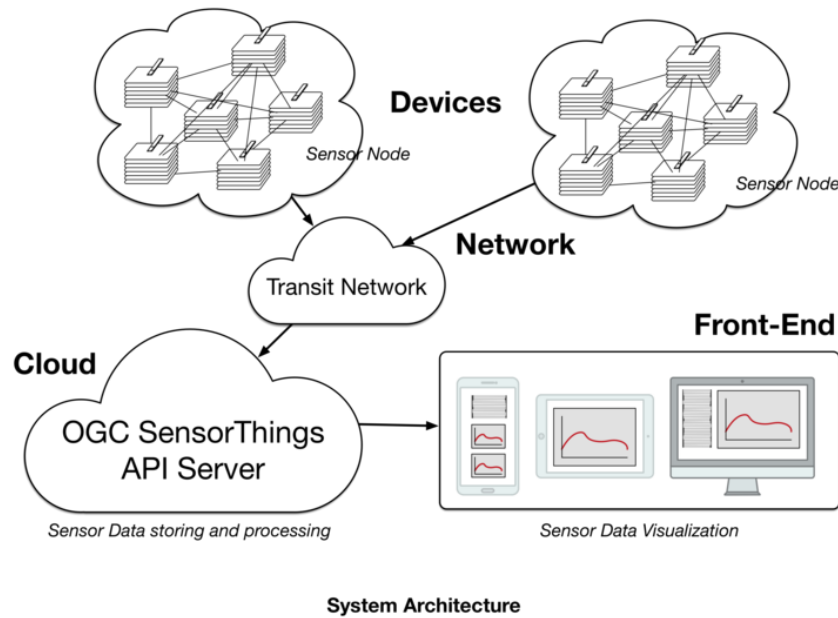 Devices
Sensor Node
Sensor Node
Network
Transit Network
Front-End
Cloud
OGC SensorThings
API Server
Sensor Data storing and processing
Sensor Data Visualization
System Architecture